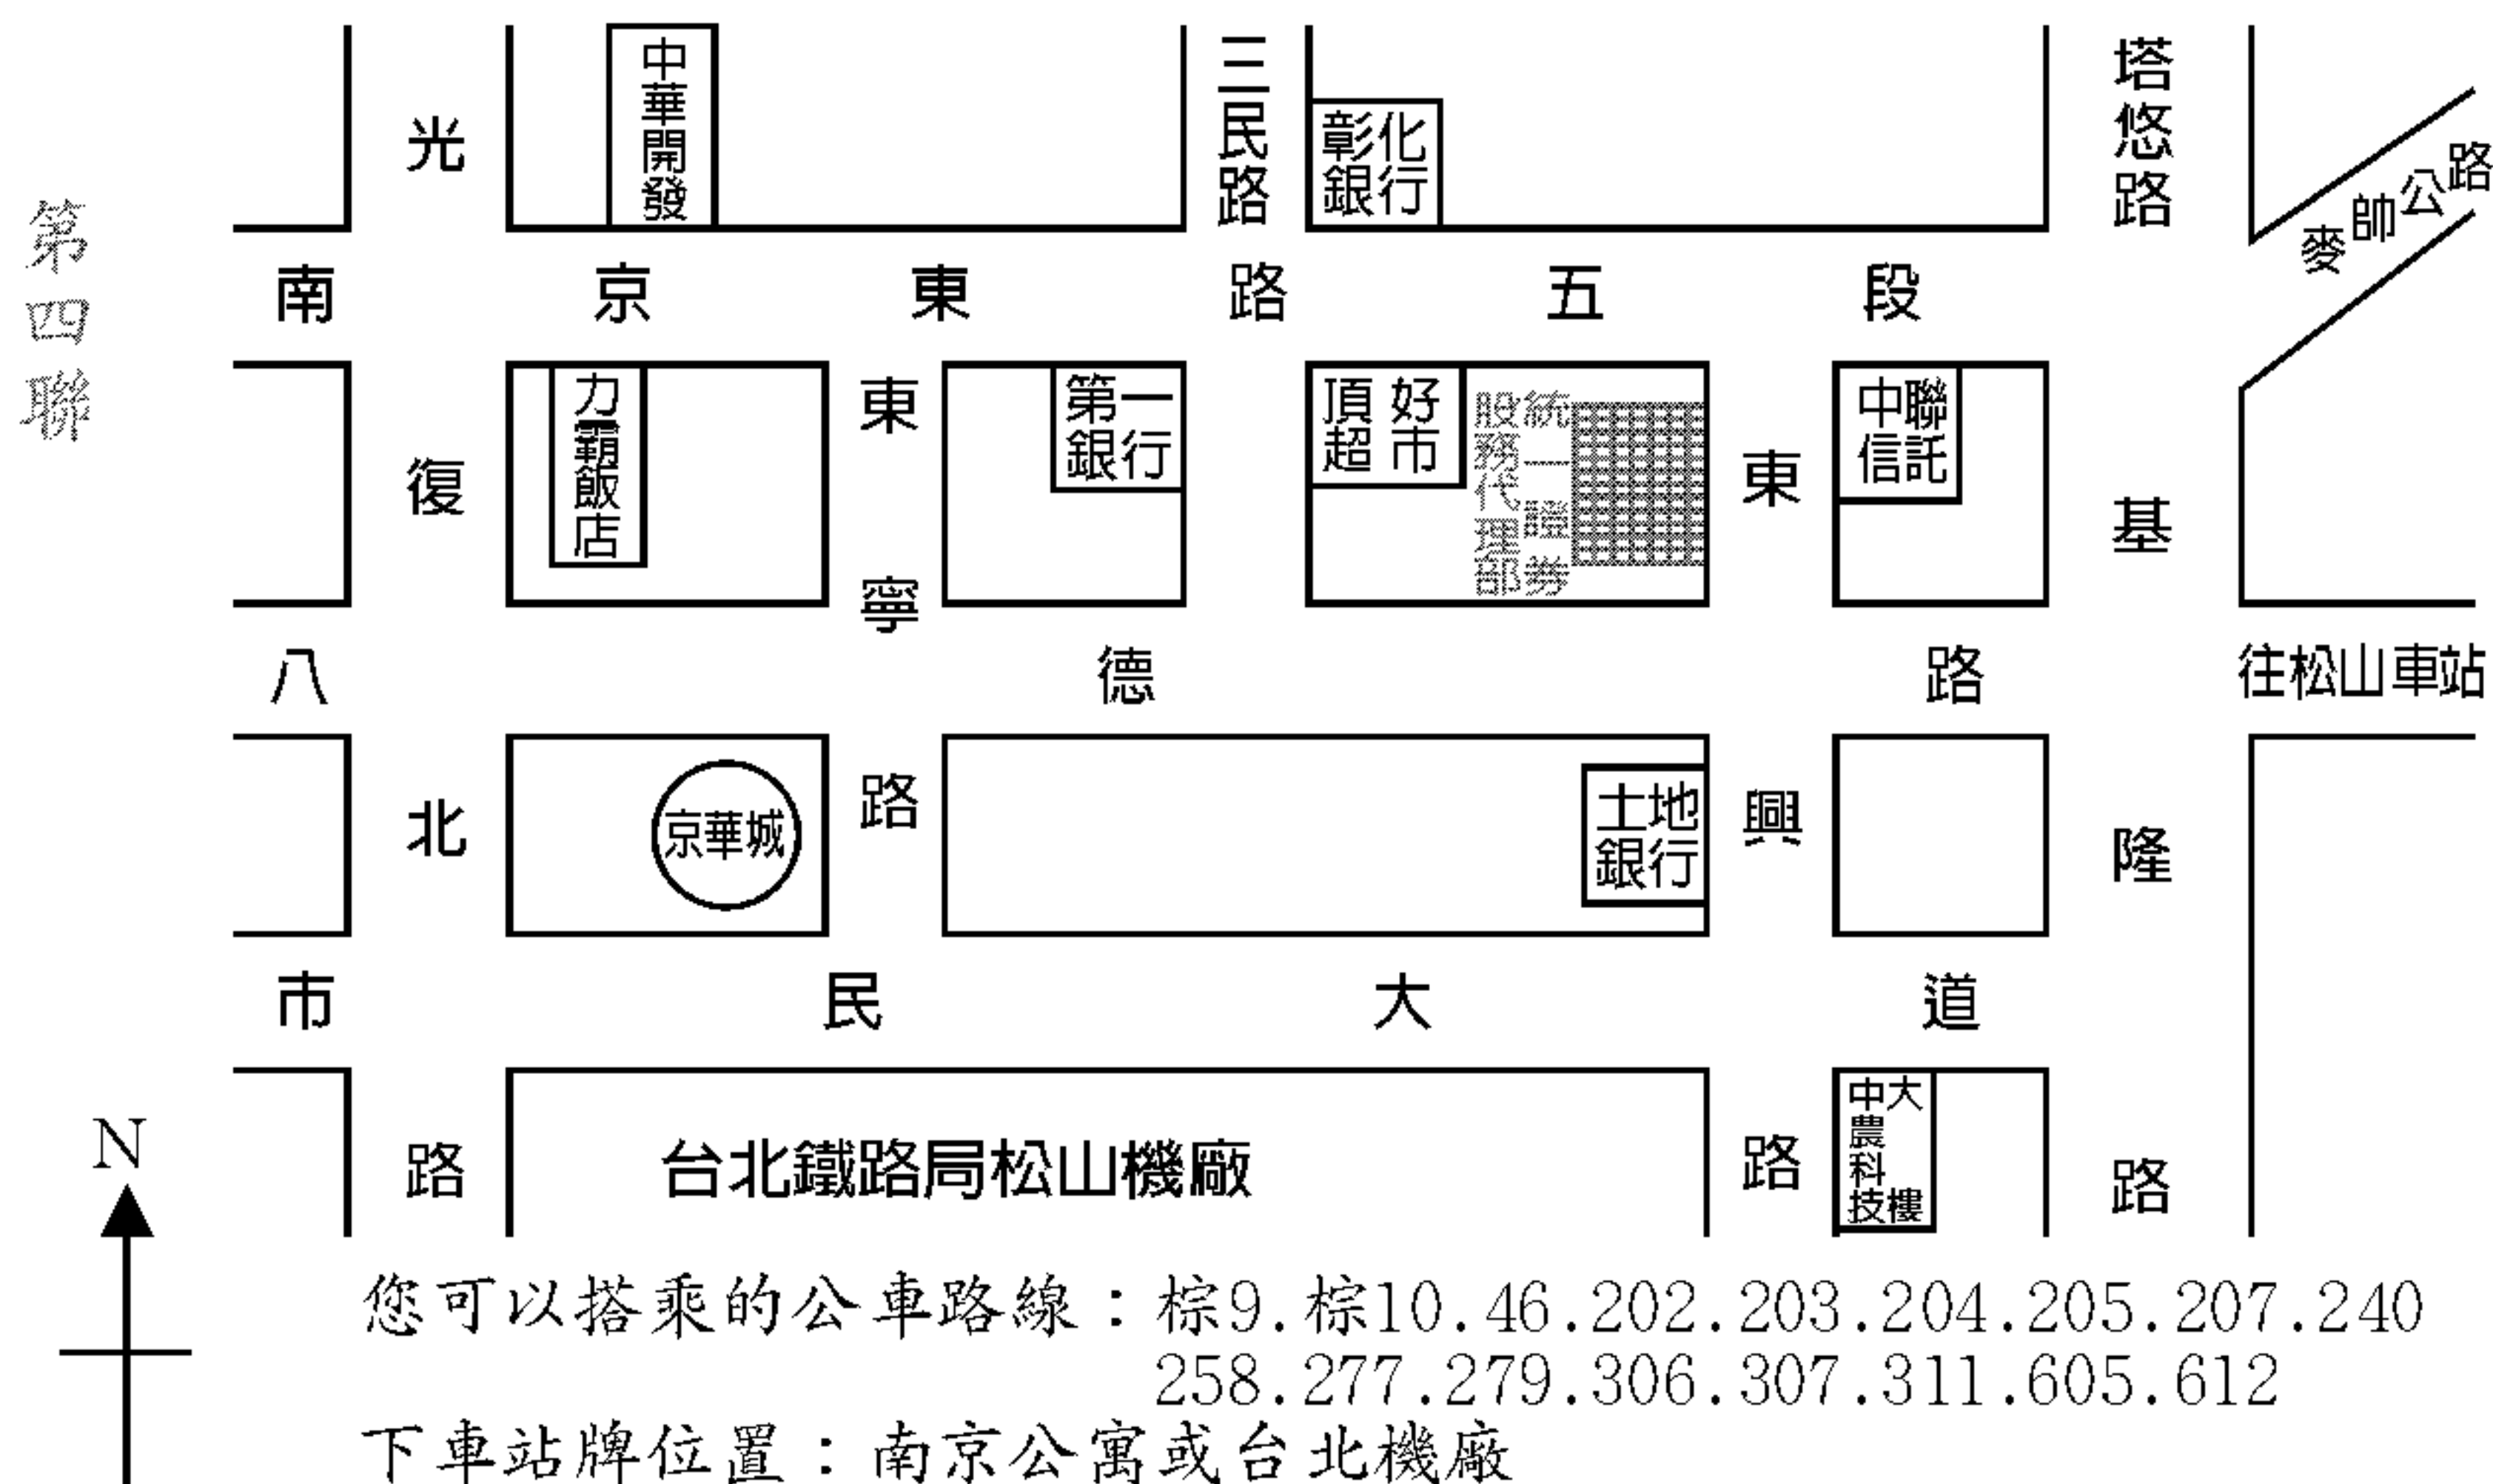 第四聯
光復北路
中華開發
三民路
彰化
銀行
塔悠路
麥帥公路
南京東路五段
力霸飯店
東寧路
第一
銀行
頂好
超市
統一證券
股務代理部
東興路
中聯
信託
基隆路
八德路
往松山車站
京華城
土地
銀行
市民大道
台北鐵路局松山機廠
中農科技
大樓
N
您可以搭乘的公車路線：棕9.棕10.46.202.203.204.205.207.240
258.277.279.306.307.311.605.612
下車站牌位置：南京公寓或台北機廠